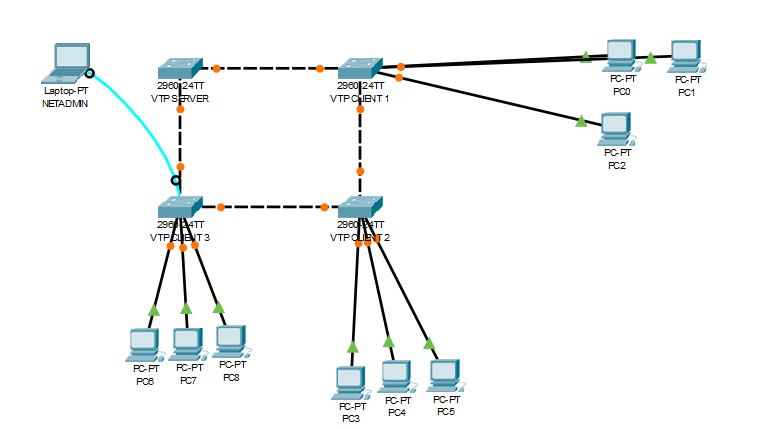 Laptop-PT
NETADMIN
2960-24TT
VTP SERVER
2960-24TT
VTP CLIENT 1
PC-PT
PC0
PC-PT
PC1
PC-PT
PC2
2960-24TT
VTP CLIENT 3
2960-24TT
VTP CLIENT 2
PC-PT
PC6
PC-PT
PC7
PC-PT
PC8
PC-PT
PC3
PC-PT
PC4
PC-PT
PC5